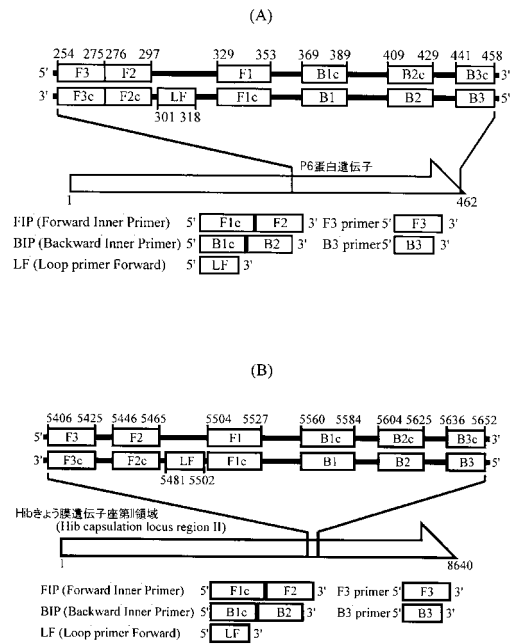 (A)
254 275 276 297 329 353 369 389 409 429 441 458
5' F3 F2 F1 B1c B2c B3c 3'
3' F3c F2c LF F1c B1 B2 B3 5'
301 318
P6蛋白遺伝子
1 462
FIP (Forward Inner Primer) 5' F1c F2 3' F3 primer 5' F3 3'
BIP (Backward Inner Primer) 5' B1c B2 3' B3 primer 5' B3 3'
LF (Loop primer Forward) 5' LF 3'
(B)
5406 5425 5446 5465 5504 5527 5560 5584 5604 5625 5636 5652
5' F3 F2 F1 B1c B2c B3c 3'
3' F3c F2c LF F1c B1 B2 B3 5'
5481 5502
Hibきょう膜遺伝子座第II領域
(Hib capsulation locus region II)
1 8640
FIP (Forward Inner Primer) 5' F1c F2 3' F3 primer 5' F3 3'
BIP (Backward Inner Primer) 5' B1c B2 3' B3 primer 5' B3 3'
LF (Loop primer Forward) 5' LF 3'